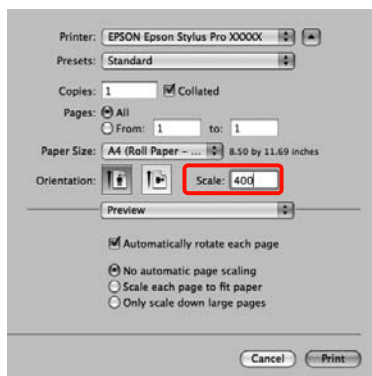 Printer: EPSON Epson Stylus Pro XXXXX
Presets: Standard
Copies: 1 Collated
Pages: All
From: 1 to: 1
Paper Size: A4 (Roll Paper - ... 8.50 by 11.69 inches
Orientation: Scale: 400
Preview
Automatically rotate each page
No automatic page scaling
Scale each page to fit paper
Only scale down large pages
Cancel Print